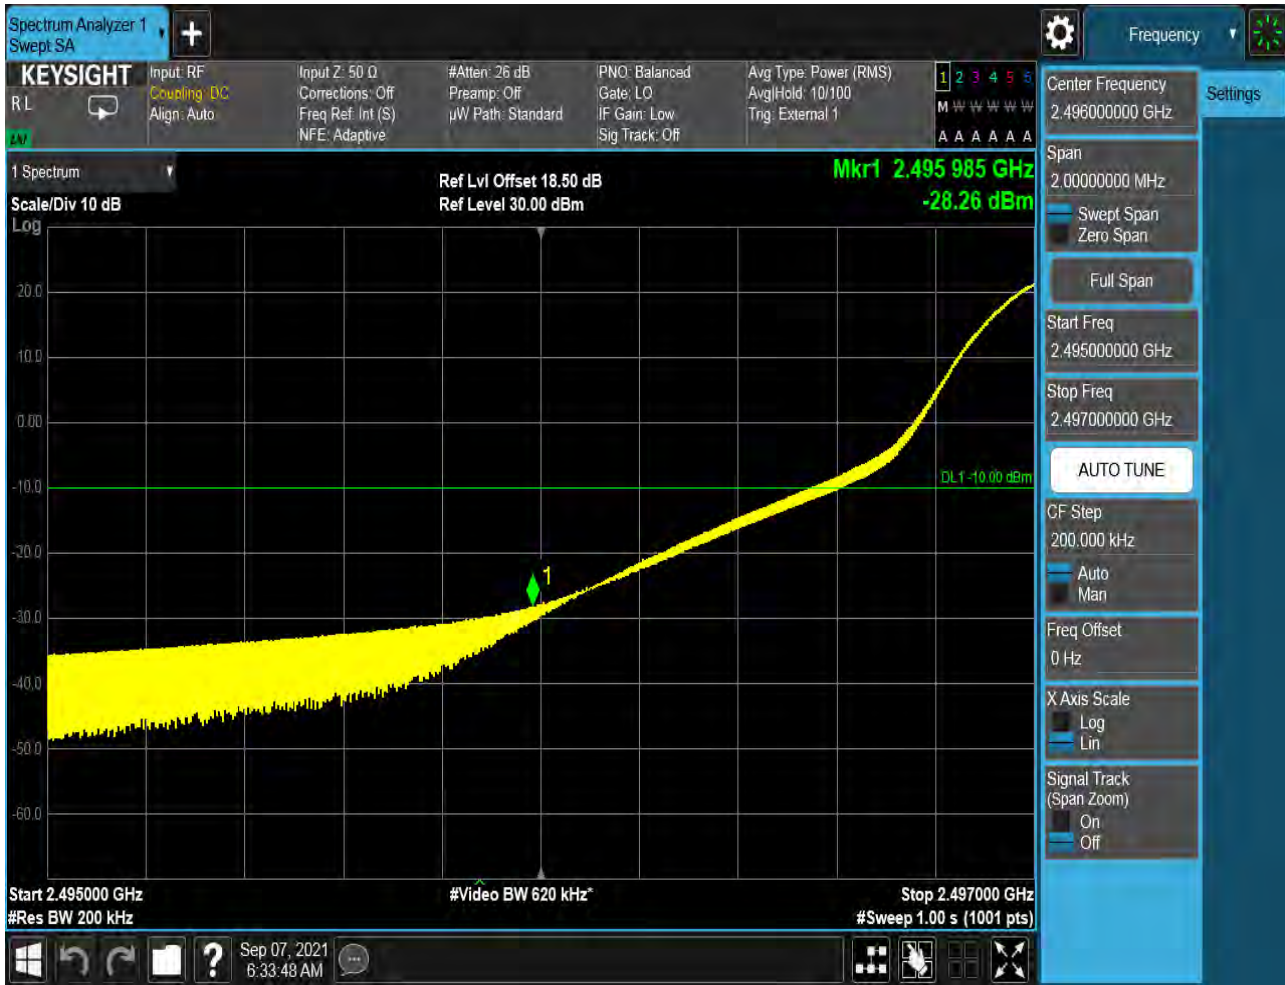 Spectrum Analyzer 1
Swept SA
+
Frequency
KEYSIGHT
R L
Input: RF
Coupling: DC
Align: Auto
Input Z: 50 Ω
Corrections: Off
Freq Ref: Int (S)
NFE: Adaptive
#Atten: 26 dB
Preamp: Off
µW Path: Standard
PNO: Balanced
Gate: LO
IF Gain: Low
Sig Track: Off
Avg Type: Power (RMS)
Avg|Hold: 10/100
Trig: External 1
1 2 3 4 5 6
M W W W W W
A A A A A A
1 Spectrum
Scale/Div 10 dB
Log
Ref Lvl Offset 18.50 dB
Ref Level 30.00 dBm
Mkr1 2.495 985 GHz
-28.26 dBm
20.0
10.0
0.00
-10.0
-20.0
-30.0
-40.0
-50.0
-60.0
DL1 -10.00 dBm
1
Start 2.495000 GHz
#Res BW 200 kHz
#Video BW 620 kHz*
Stop 2.497000 GHz
#Sweep 1.00 s (1001 pts)
Center Frequency
2.496000000 GHz
Settings
Span
2.00000000 MHz
Swept Span
Zero Span
Full Span
Start Freq
2.495000000 GHz
Stop Freq
2.497000000 GHz
AUTO TUNE
CF Step
200.000 kHz
Auto
Man
Freq Offset
0 Hz
X Axis Scale
Log
Lin
Signal Track
(Span Zoom)
On
Off
?
Sep 07, 2021
6:33:48 AM